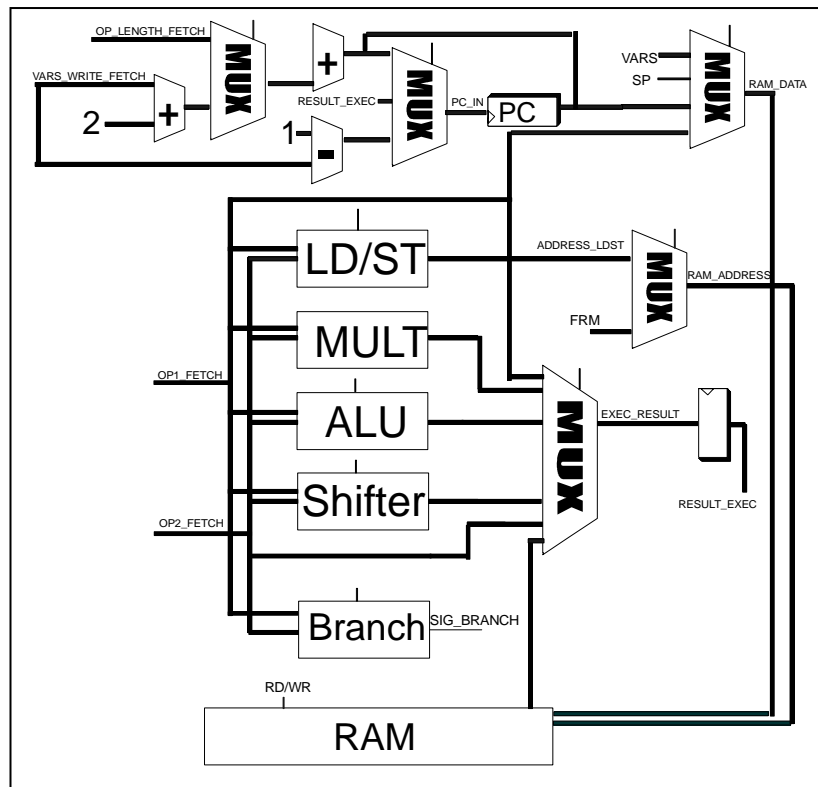 OP_LENGTH_FETCH
MUX
+
VARS_WRITE_FETCH
+
2
RESULT_EXEC
MUX
PC_IN
PC
1
-
VARS
SP
MUX
RAM_DATA
LD/ST
ADDRESS_LDST
MUX
RAM_ADDRESS
FRM
MULT
OP1_FETCH
ALU
MUX
EXEC_RESULT
Shifter
RESULT_EXEC
OP2_FETCH
Branch
SIG_BRANCH
RD/WR
RAM